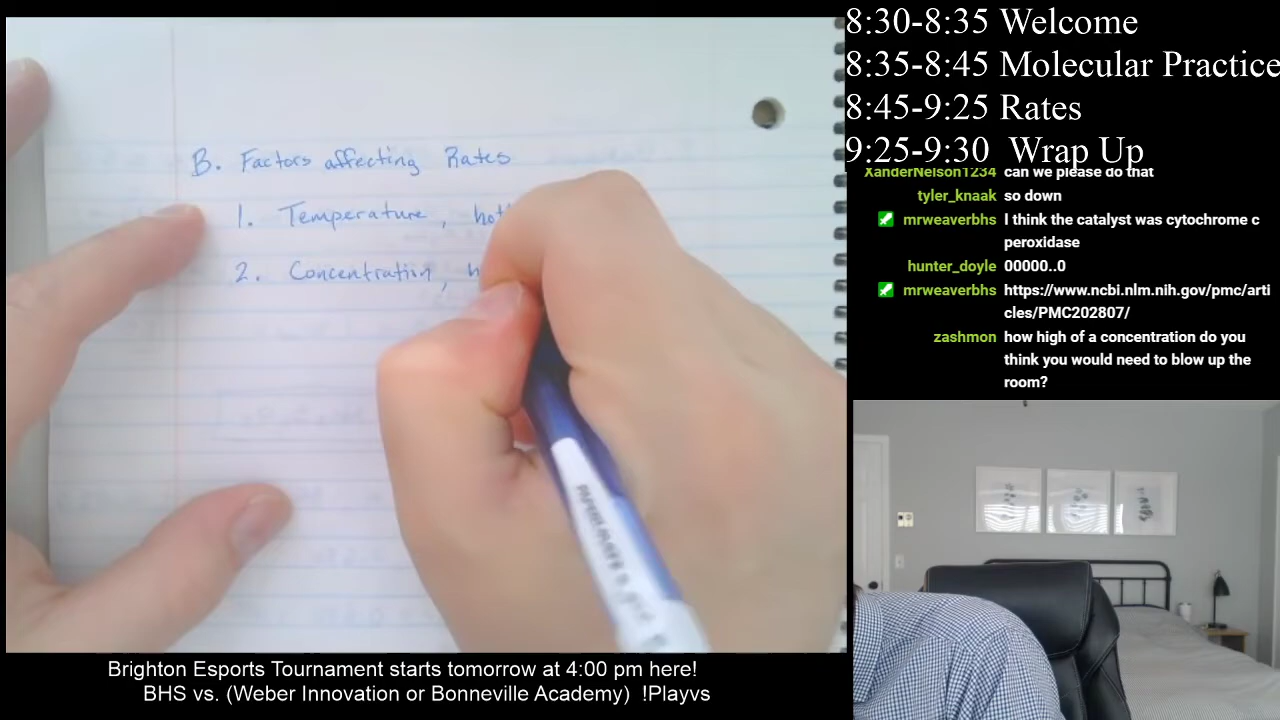 B. Factors affecting Rates
1. Temperature, hot
2. Concentration,
PAPER MATE
8:30-8:35 Welcome
8:35-8:45 Molecular Practice
8:45-9:25 Rates
9:25-9:30 Wrap Up
XanderNelson1234 can we please do that
tyler_knaak so down
mrweaverbhs I think the catalyst was cytochrome c
peroxidase
hunter_doyle 00000..0
mrweaverbhs https://www.ncbi.nlm.nih.gov/pmc/arti
cles/PMC202807/
zashmon how high of a concentration do you
think you would need to blow up the
room?
Brighton Esports Tournament starts tomorrow at 4:00 pm here!
BHS vs. (Weber Innovation or Bonneville Academy) !Playvs